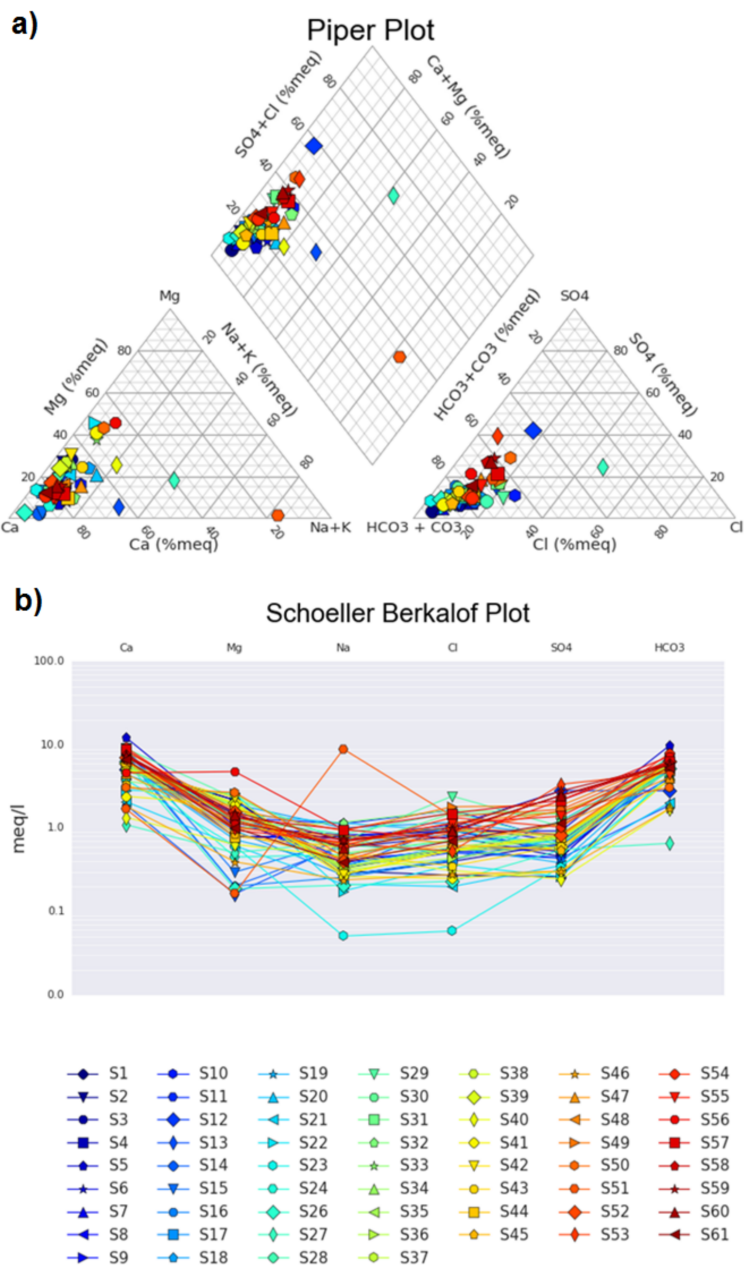 a)
Piper Plot
SO4+Cl (%meq)
Ca+Mg (%meq)
80 80
60 60
40 40
20 20
Mg SO4
Mg (%meq)
Na+K (%meq)
HCO3+CO3 (%meq)
SO4 (%meq)
80 20 80 20 80
60 40 60 40 60
40 60 40 60 40
20 80 20 80 20
Ca 80 60 40 20 Na+K HCO3 + CO3 20 40 60 80 Cl
Ca (%meq) Cl (%meq)
b)
Schoeller Berkalof Plot
Ca Mg Na Cl SO4 HCO3
100.0
10.0
1.0
0.1
0.0
meq/l
S1 S10 S19 S29 S38 S46 S54
S2 S11 S20 S30 S39 S47 S55
S3 S12 S21 S31 S40 S48 S56
S4 S13 S22 S32 S41 S49 S57
S5 S14 S23 S33 S42 S50 S58
S6 S15 S24 S34 S43 S51 S59
S7 S16 S26 S35 S44 S52 S60
S8 S17 S27 S36 S45 S53 S61
S9 S18 S28 S37